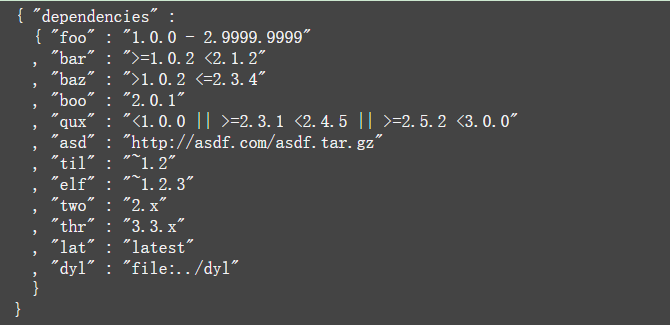 { "dependencies" :
{ "foo" : "1.0.0 - 2.9999.9999"
, "bar" : ">=1.0.2 <2.1.2"
, "baz" : ">1.0.2 <=2.3.4"
, "boo" : "2.0.1"
, "qux" : "<1.0.0 || >=2.3.1 <2.4.5 || >=2.5.2 <3.0.0"
, "asd" : "http://asdf.com/asdf.tar.gz"
, "til" : "~1.2"
, "elf" : "~1.2.3"
, "two" : "2.x"
, "thr" : "3.3.x"
, "lat" : "latest"
, "dyl" : "file:../dyl"
}
}